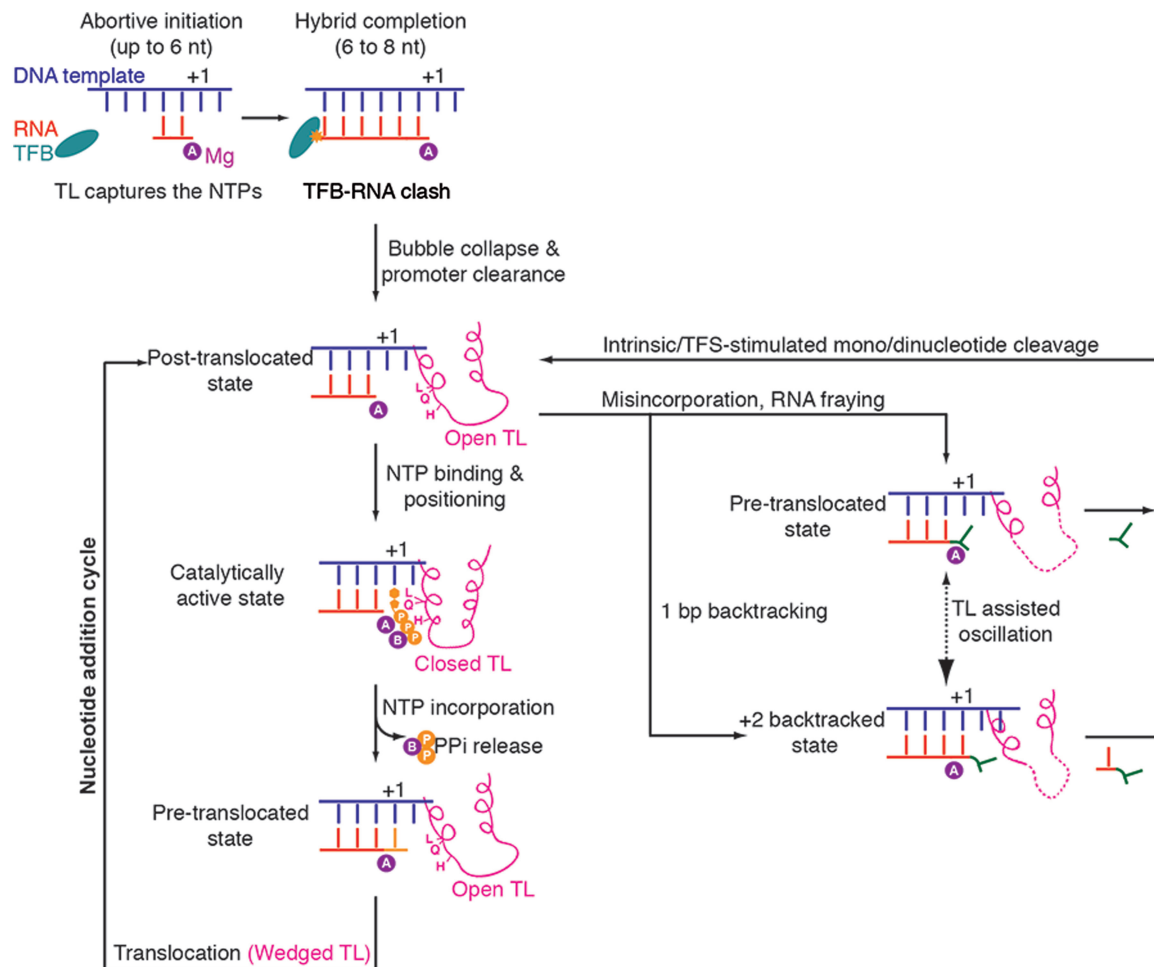 Abortive initiation
(up to 6 nt)
Hybrid completion
(6 to 8 nt)
DNA template
+1
+1
RNA
TFB
A Mg
A
TL captures the NTPs
TFB-RNA clash
Bubble collapse &
promoter clearance
+1
Post-translocated
state
L
Q
H
A
Open TL
Intrinsic/TFS-stimulated mono/dinucleotide cleavage
Misincorporation, RNA fraying
NTP binding &
positioning
+1
Pre-translocated
state
A
Nucleotide addition cycle
+1
Catalytically
active state
L
Q
H
A
B
P
P
P
Closed TL
1 bp backtracking
TL assisted
oscillation
NTP incorporation
B
P
P
PPi release
+1
+2 backtracked
state
A
+1
Pre-translocated
state
L
Q
H
A
Open TL
Translocation (Wedged TL)